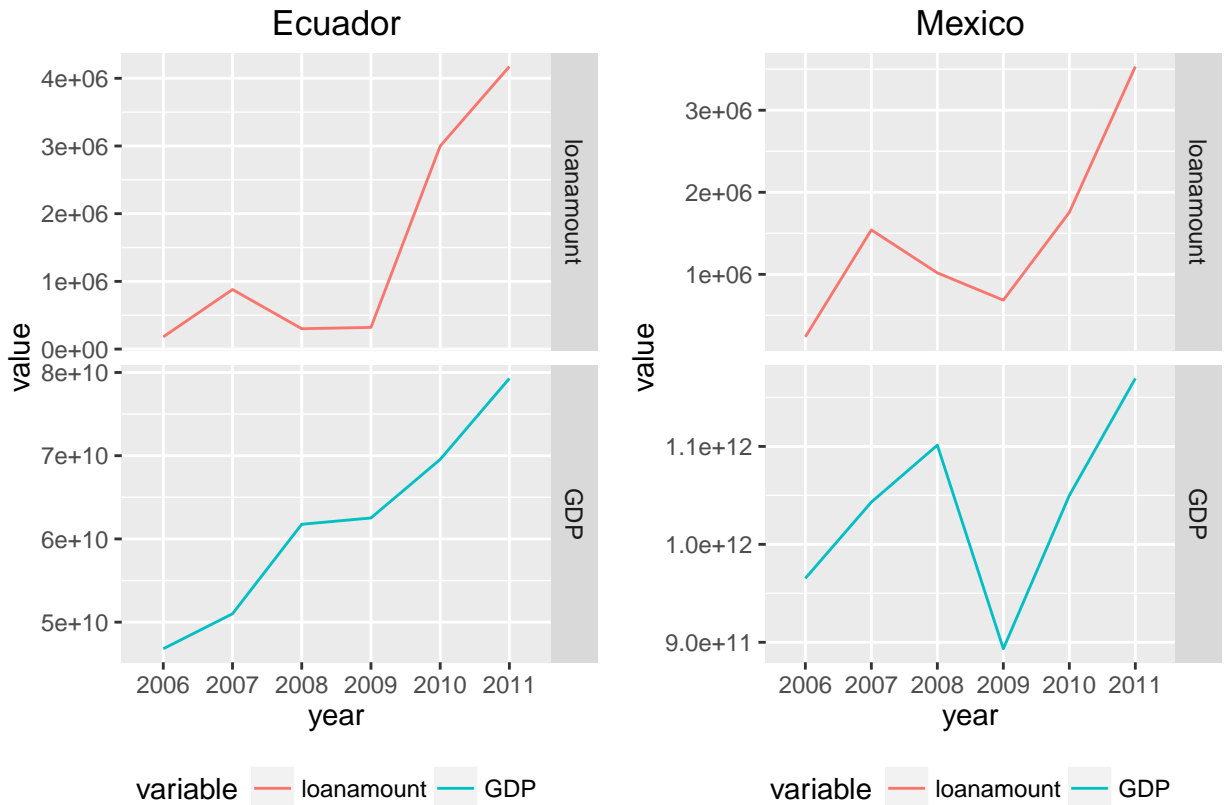 Ecuador
4e+06
3e+06
2e+06
1e+06
0e+00
loanamount
8e+10
7e+10
6e+10
5e+10
GDP
value
2006 2007 2008 2009 2010 2011
year
variable loanamount GDP
Mexico
3e+06
2e+06
1e+06
loanamount
1.1e+12
1.0e+12
9.0e+11
GDP
value
2006 2007 2008 2009 2010 2011
year
variable loanamount GDP